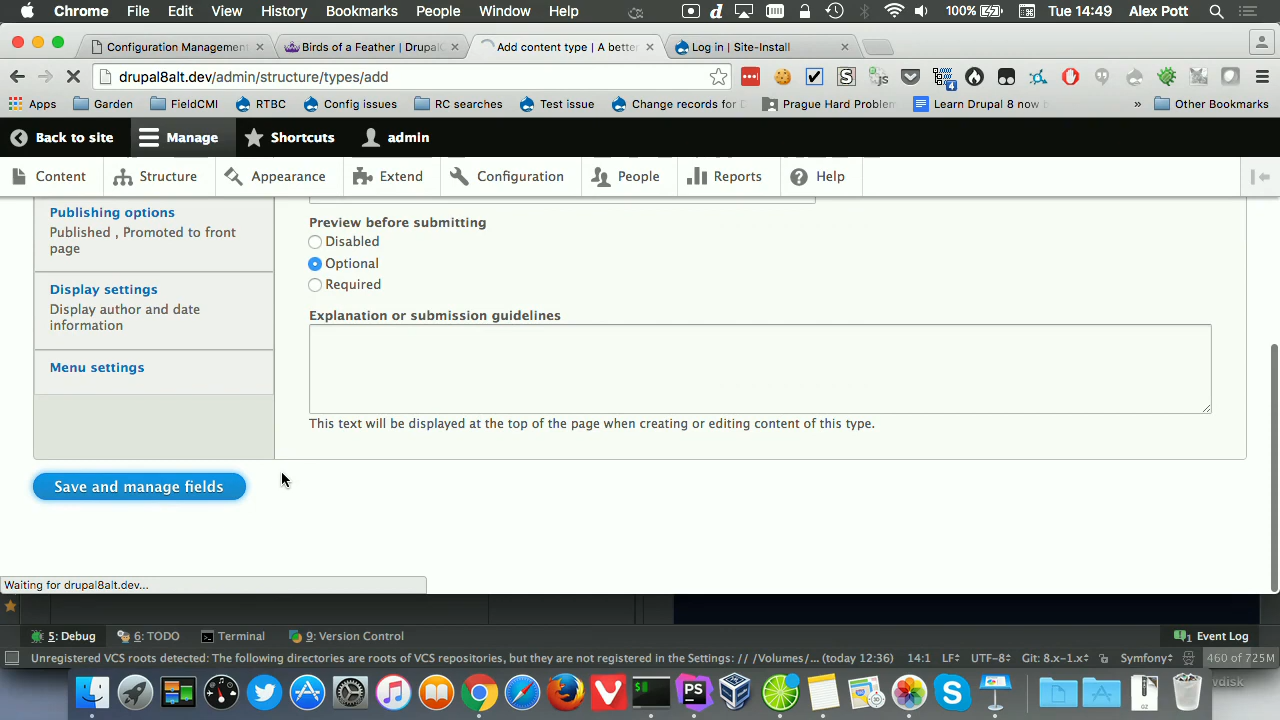 Chrome File Edit View History Bookmarks People Window Help 100% Tue 14:49 Alex Pott
Configuration Management Birds of a Feather | Drupal Add content type | A better Log in | Site-Install
drupal8alt.dev/admin/structure/types/add
Apps Garden FieldCMI RTBC Config issues RC searches Test issue Change records for D Prague Hard Problem Learn Drupal 8 now b » Other Bookmarks
Back to site Manage Shortcuts admin
Content Structure Appearance Extend Configuration People Reports Help
Publishing options
Published , Promoted to front
page
Display settings
Display author and date
information
Menu settings
Preview before submitting
Disabled
Optional
Required
Explanation or submission guidelines
This text will be displayed at the top of the page when creating or editing content of this type.
Save and manage fields
Waiting for drupal8alt.dev...
5: Debug 6: TODO Terminal 9: Version Control 1 Event Log
Unregistered VCS roots detected: The following directories are roots of VCS repositories, but they are not registered in the Settings: // /Volumes/... (today 12:36) 14:1 LF÷ UTF-8÷ Git: 8.x-1.x÷ Symfony÷ 460 of 725M